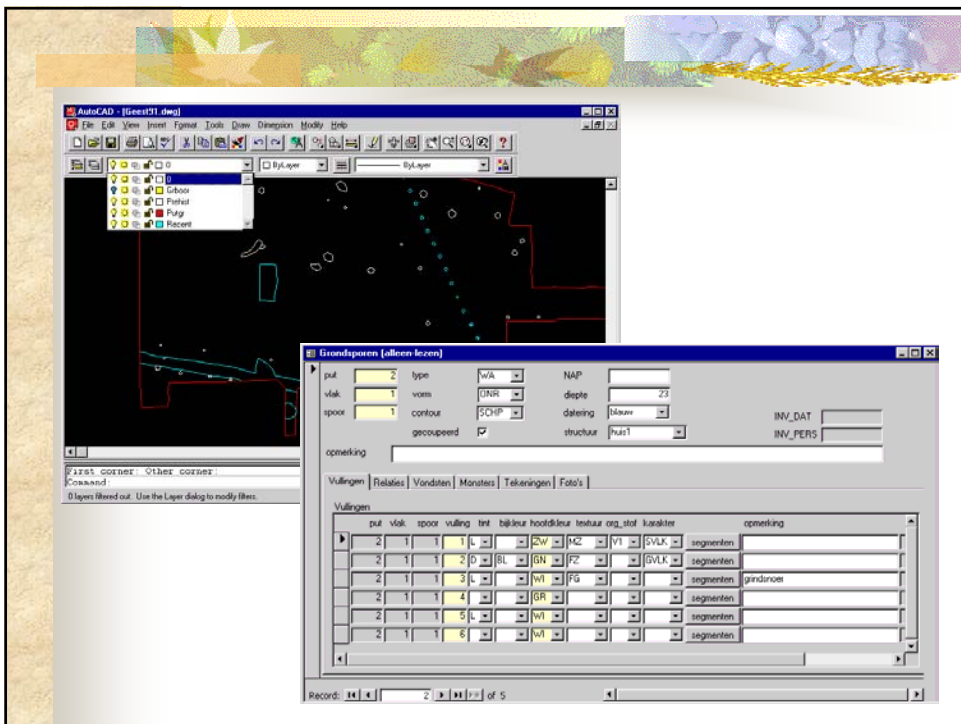 AutoCAD - [Geest91.dwg]
File Edit View Insert Format Tools Draw Dimension Modify Help
0 ByLayer ByLayer
0
Grboor
Prehist
Putgr
Recent
First corner: Other corner:
Command:
0 layers filtered out. Use the Layer dialog to modify filters.
Grondsporen (alleen-lezen)
put 2 type WA NAP
vlak 1 vorm ONR diepte 23
spoor 1 contour SCHP datering blauw INV_DAT
gecoupeerd structuur huis1 INV_PERS
opmerking
Vullingen Relaties Vondsten Monsters Tekeningen Foto's
Vullingen
put vlak spoor vulling tint bijkleur hoofdkleur textuur org_stof karakter opmerking
2 1 1 1 L ZW MZ V1 SVLK segmenten
2 1 1 2 D BL GN FZ GVLK segmenten
2 1 1 3 L WI FG segmenten grindsnoer
2 1 1 4 GR segmenten
2 1 1 5 L WI segmenten
2 1 1 6 WI segmenten
Record: 2 of 5